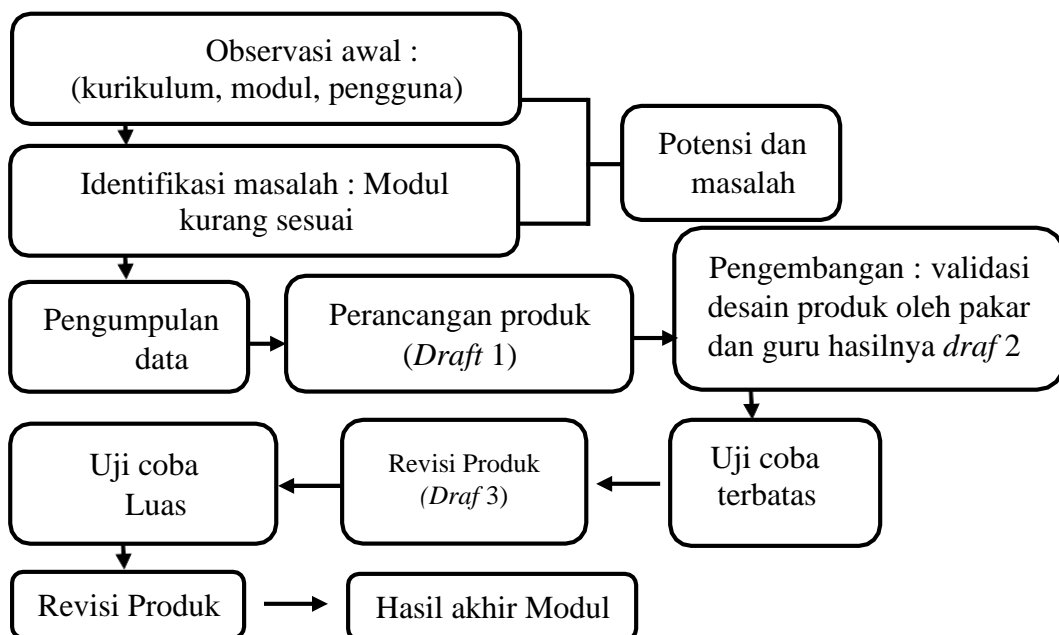 Observasi awal :
(kurikulum, modul, pengguna)
Potensi dan
masalah
Identifikasi masalah : Modul
kurang sesuai
Pengumpulan
data
Perancangan produk
(Draft 1)
Pengembangan : validasi
desain produk oleh pakar
dan guru hasilnya draf 2
Uji coba
terbatas
Revisi Produk
(Draf 3)
Uji coba
Luas
Revisi Produk
Hasil akhir Modul